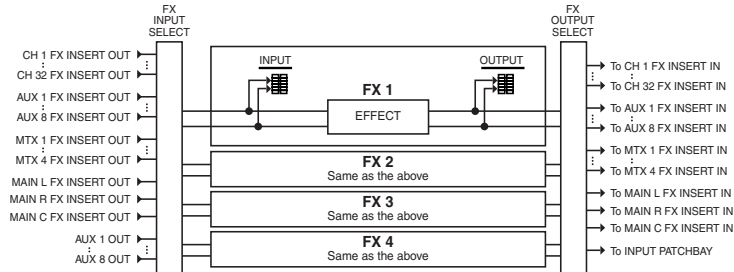 FX
INPUT
SELECT
FX
OUTPUT
SELECT
CH 1 FX INSERT OUT
CH 32 FX INSERT OUT
AUX 1 FX INSERT OUT
AUX 8 FX INSERT OUT
MTX 1 FX INSERT OUT
MTX 4 FX INSERT OUT
MAIN L FX INSERT OUT
MAIN R FX INSERT OUT
MAIN C FX INSERT OUT
AUX 1 OUT
AUX 8 OUT
INPUT
OUTPUT
FX 1
EFFECT
FX 2
Same as the above
FX 3
Same as the above
FX 4
Same as the above
To CH 1 FX INSERT IN
To CH 32 FX INSERT IN
To AUX 1 FX INSERT IN
To AUX 8 FX INSERT IN
To MTX 1 FX INSERT IN
To MTX 4 FX INSERT IN
To MAIN L FX INSERT IN
To MAIN R FX INSERT IN
To MAIN C FX INSERT IN
To INPUT PATCHBAY